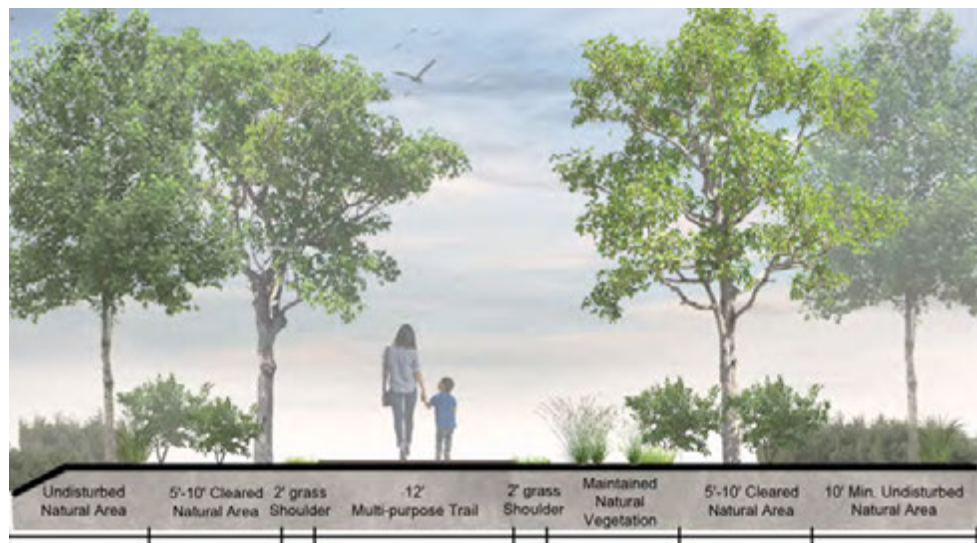 Undisturbed
Natural Area
5'-10' Cleared
Natural Area
2' grass
Shoulder
12'
Multi-purpose Trail
2' grass
Shoulder
Maintained
Natural
Vegetation
5'-10' Cleared
Natural Area
10' Min. Undisturbed
Natural Area